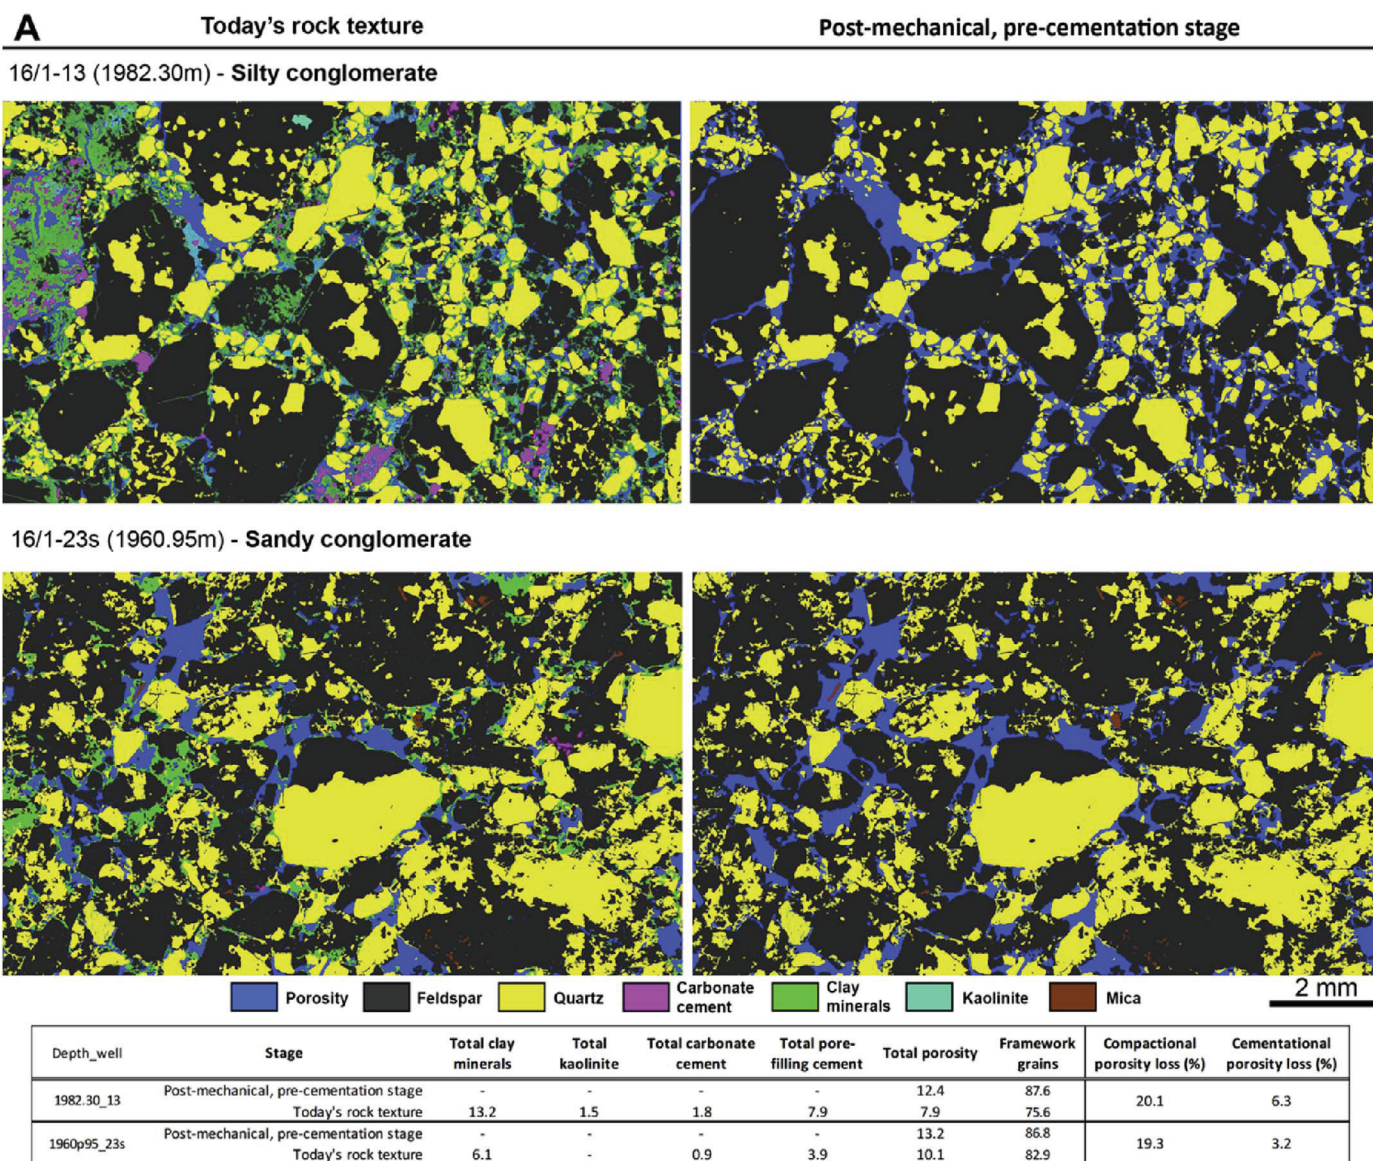 A Today's rock texture Post-mechanical, pre-cementation stage
16/1-13 (1982.30m) - Silty conglomerate
16/1-23s (1960.95m) - Sandy conglomerate
Porosity Feldspar Quartz Carbonate cement Clay minerals Kaolinite Mica 2 mm
Depth_well Stage Total clay minerals Total kaolinite Total carbonate cement Total pore-filling cement Total porosity Framework grains Compactional porosity loss (%) Cementational porosity loss (%)
1982.30_13 Post-mechanical, pre-cementation stage - - - - 12.4 87.6 20.1 6.3
Today's rock texture 13.2 1.5 1.8 7.9 7.9 75.6
1960p95_23s Post-mechanical, pre-cementation stage - - - - 13.2 86.8 19.3 3.2
Today's rock texture 6.1 - 0.9 3.9 10.1 82.9